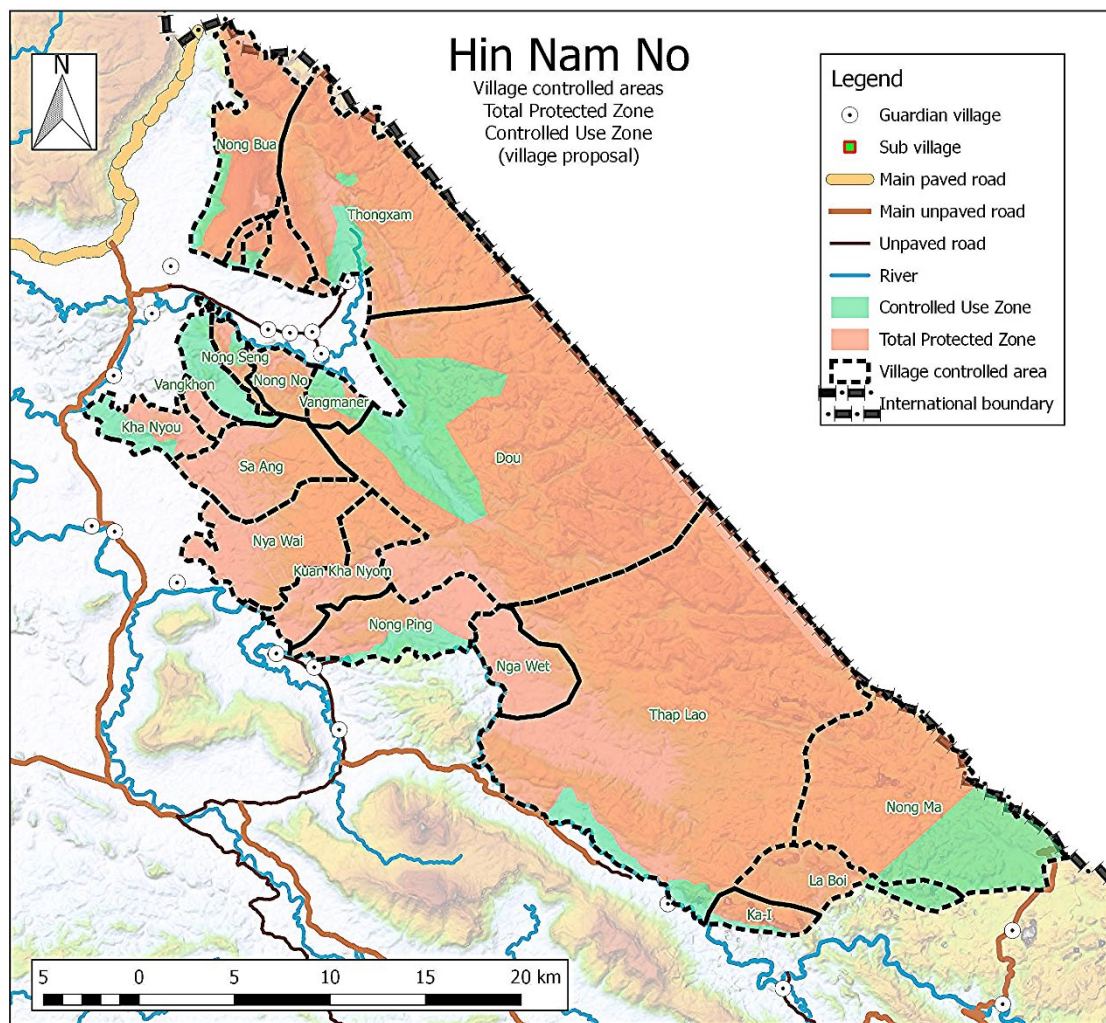 Hin Nam No
Village controlled areas
Total Protected Zone
Controlled Use Zone
(village proposal)
N
Legend
Guardian village
Sub village
Main paved road
Main unpaved road
Unpaved road
River
Controlled Use Zone
Total Protected Zone
Village controlled area
International boundary
Nong Bua
Thongxam
Nong Seng
Nong No
Vangkhon
Vangmaner
Kha Nyou
Sa Ang
Dou
Nya Wai
Kuan Kha Nyom
Nong Ping
Nga Wet
Thap Lao
Nong Ma
La Boi
Ka-I
5 0 5 10 15 20 km